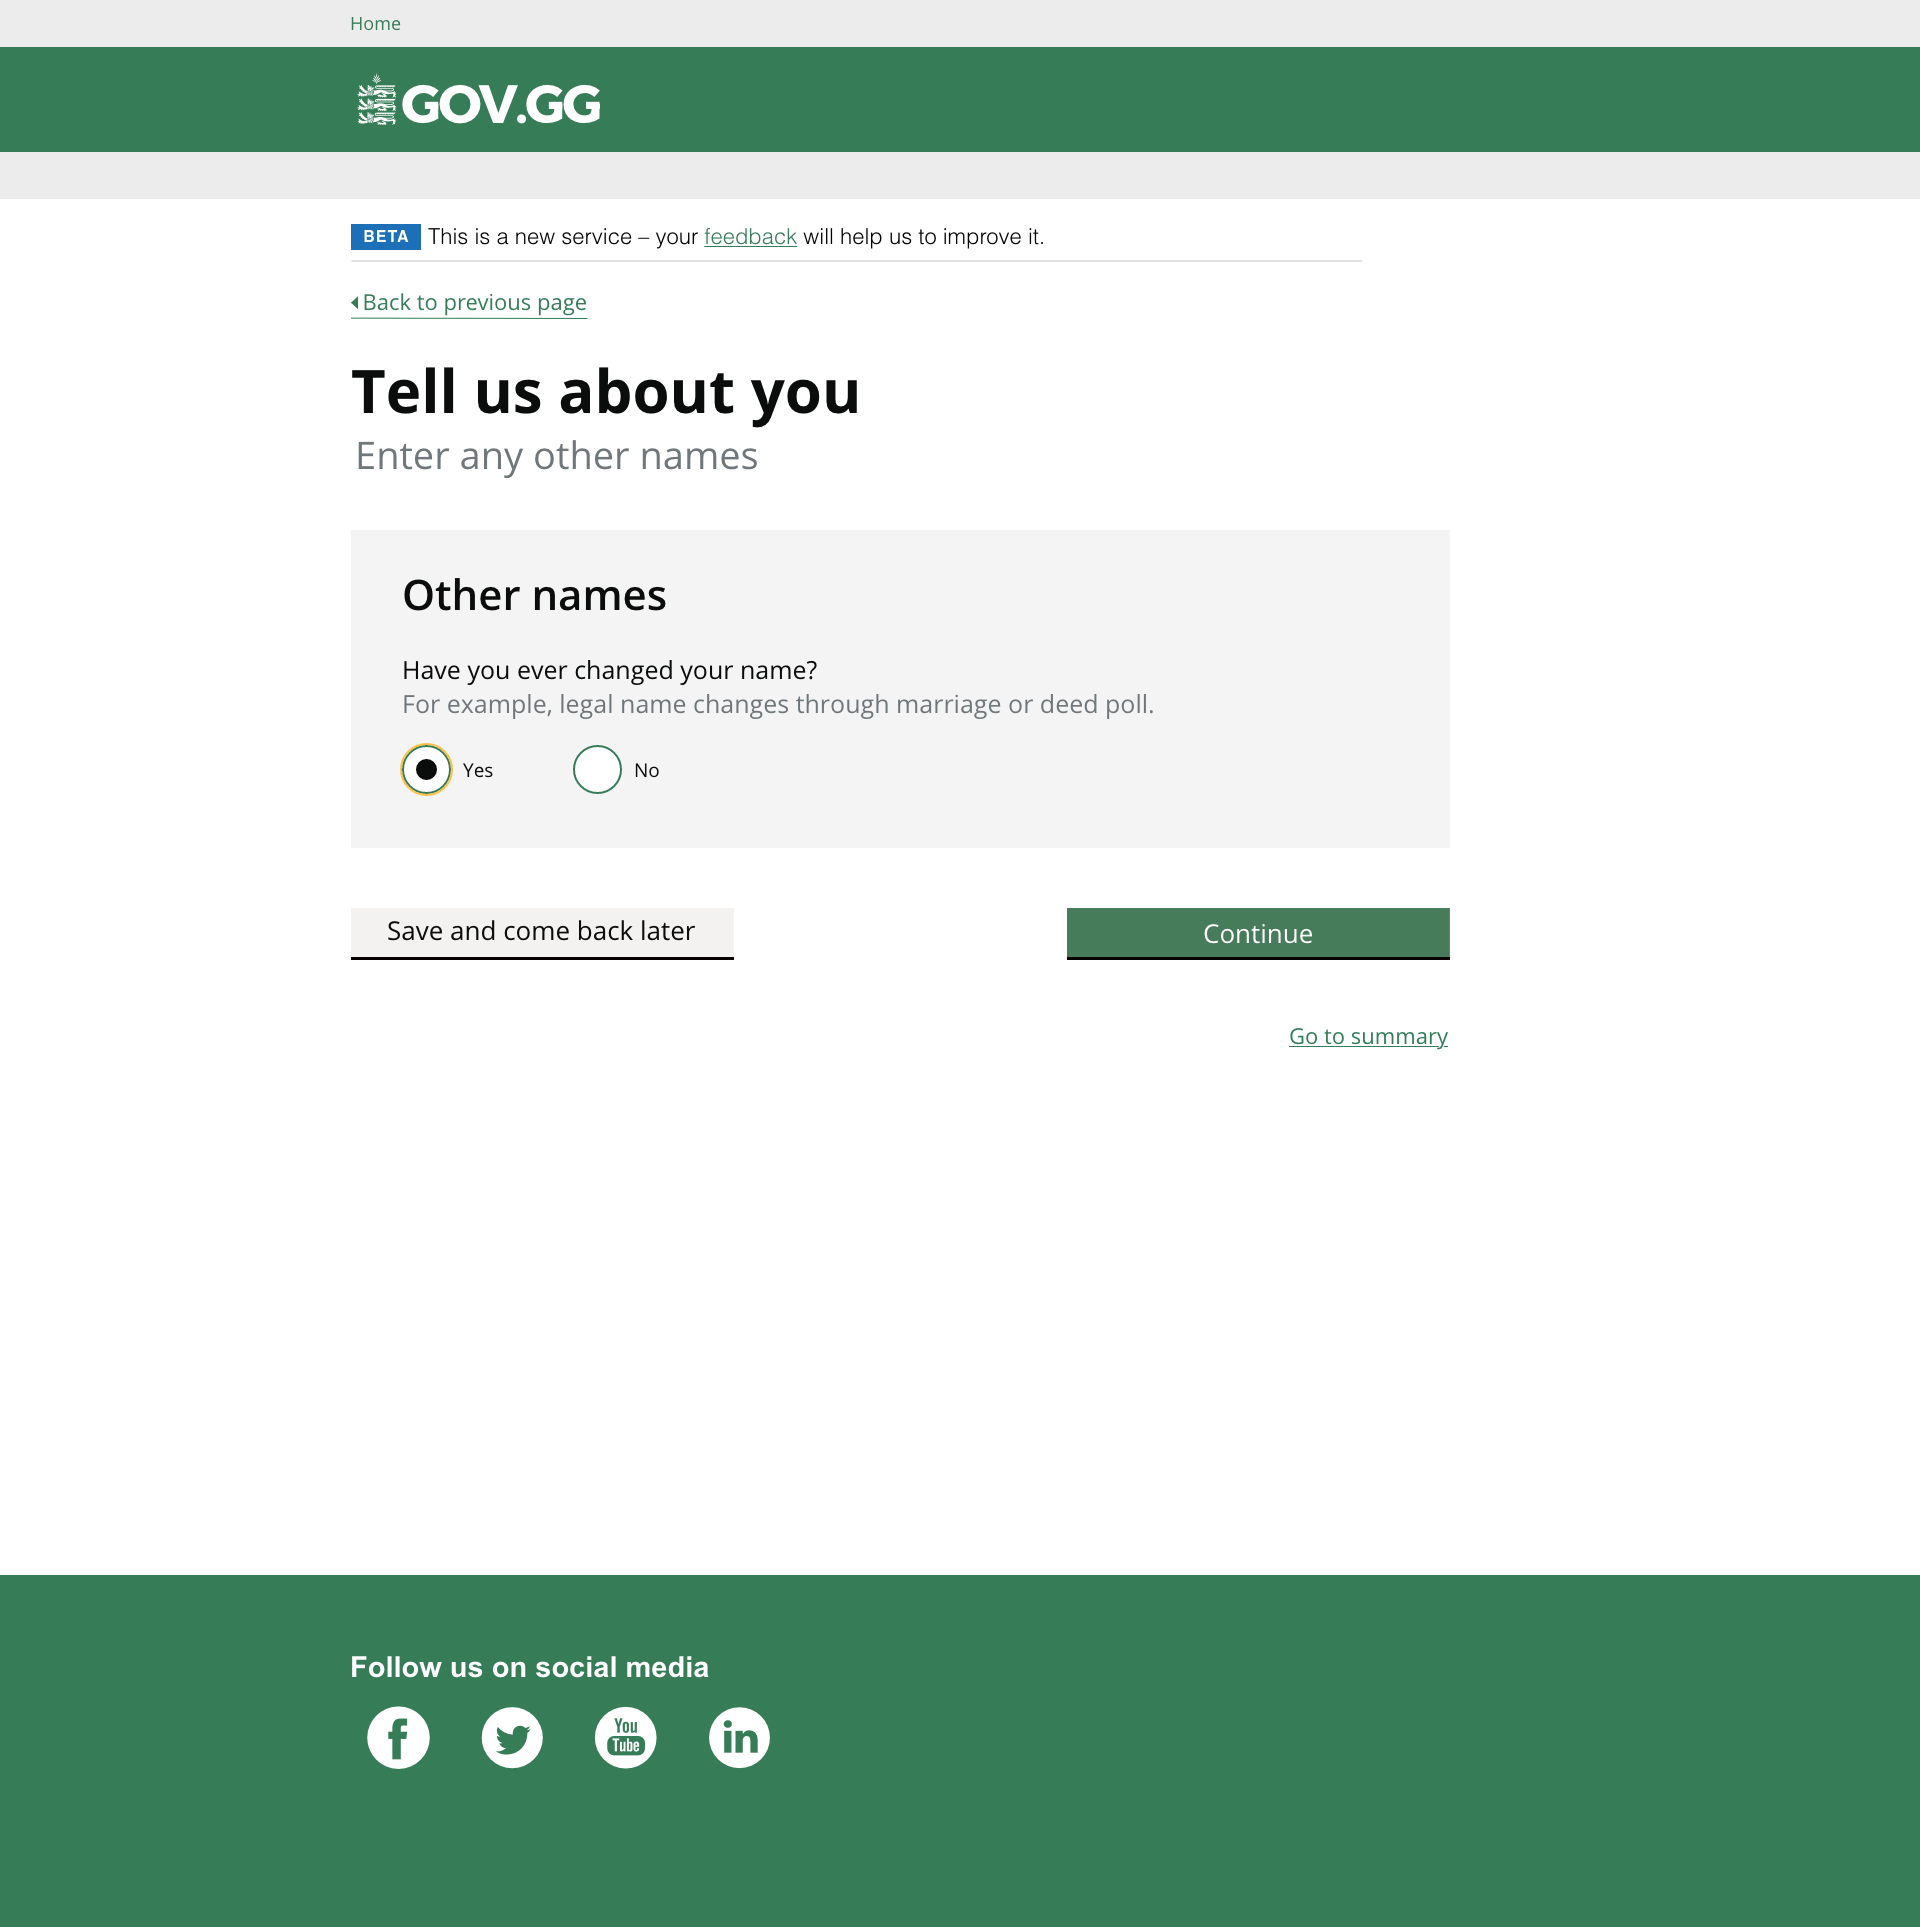 Home
GOV.GG
BETA This is a new service – your feedback will help us to improve it.
Back to previous page
Tell us about you
Enter any other names
Other names
Have you ever changed your name?
For example, legal name changes through marriage or deed poll.
Yes No
Save and come back later Continue
Go to summary
Follow us on social media
f You Tube in